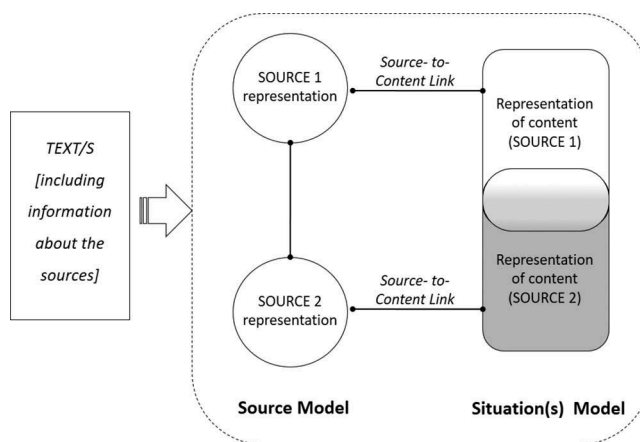 TEXT/S
[including
information
about the
sources]
SOURCE 1
representation
Source- to-
Content Link
Representation
of content
(SOURCE 1)
SOURCE 2
representation
Source- to-
Content Link
Representation
of content
(SOURCE 2)
Source Model
Situation(s) Model